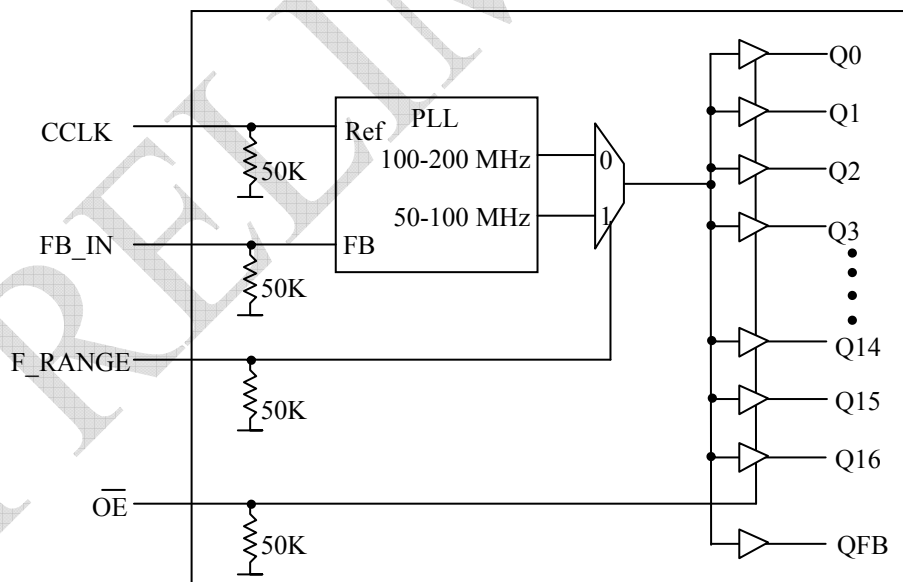 PRELIM
CCLK
FB_IN
F_RANGE
OE
50K
50K
50K
50K
Ref
PLL
100-200 MHz
50-100 MHz
FB
0
1
Q0
Q1
Q2
Q3
Q14
Q15
Q16
QFB